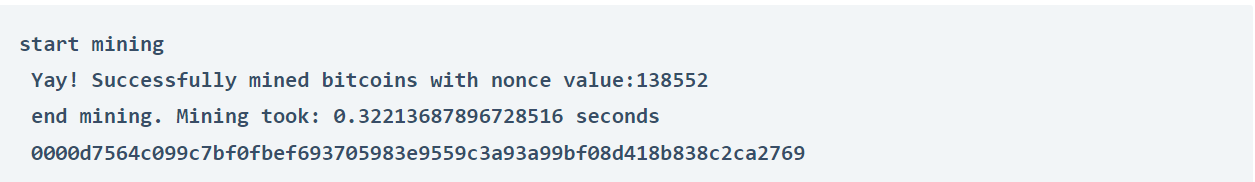 start mining
Yay! Successfully mined bitcoins with nonce value:138552
end mining. Mining took: 0.32213687896728516 seconds
0000d7564c099c7bf0fbef693705983e9559c3a93a99bf08d418b838c2ca2769